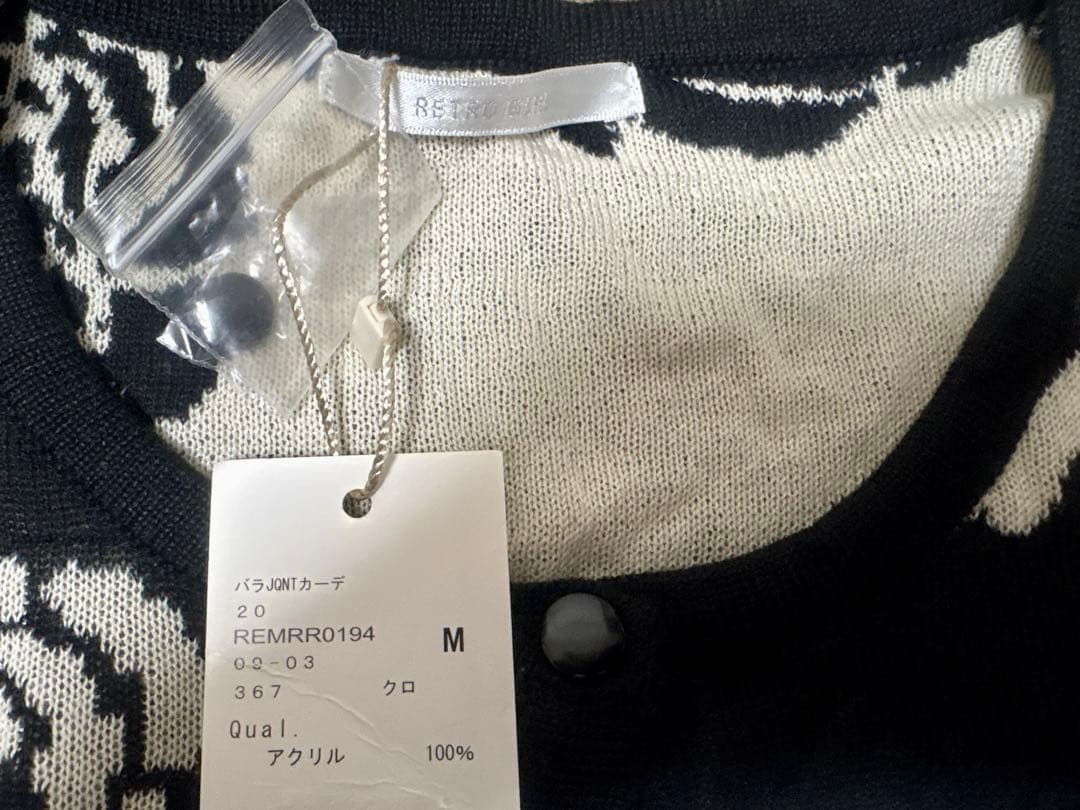 RETRO GIRL
バラJQNTカーデ
20
REMRR0194
M
09-03
367 クロ
Qual.
アクリル 100%